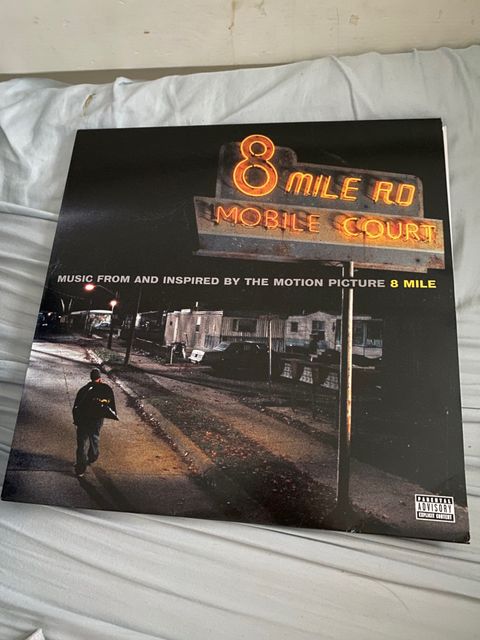 8 MILE RD
MOBILE COURT
MUSIC FROM AND INSPIRED BY THE MOTION PICTURE 8 MILE
PARENTAL
ADVISORY
EXPLICIT CONTENT